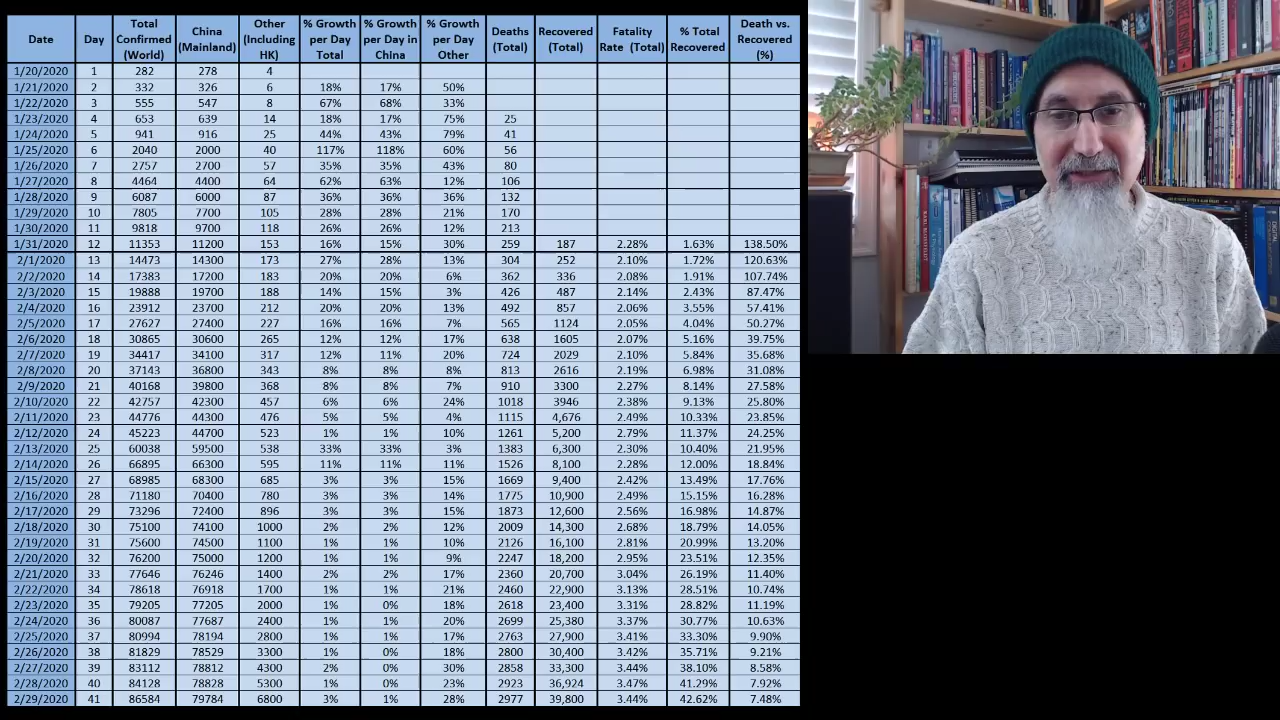 Date Day Total Confirmed (World) China (Mainland) Other (Including HK) % Growth per Day Total % Growth per Day in China % Growth per Day Other Deaths (Total) Recovered (Total) Fatality Rate (Total) % Total Recovered Death vs. Recovered (%)
1/20/2020 1 282 278 4
1/21/2020 2 332 326 6 18% 17% 50%
1/22/2020 3 555 547 8 67% 68% 33%
1/23/2020 4 653 639 14 18% 17% 75% 25
1/24/2020 5 941 916 25 44% 43% 79% 41
1/25/2020 6 2040 2000 40 117% 118% 60% 56
1/26/2020 7 2757 2700 57 35% 35% 43% 80
1/27/2020 8 4464 4400 64 62% 63% 12% 106
1/28/2020 9 6087 6000 87 36% 36% 36% 132
1/29/2020 10 7805 7700 105 28% 28% 21% 170
1/30/2020 11 9818 9700 118 26% 26% 12% 213
1/31/2020 12 11353 11200 153 16% 15% 30% 259 187 2.28% 1.63% 138.50%
2/1/2020 13 14473 14300 173 27% 28% 13% 304 252 2.10% 1.72% 120.63%
2/2/2020 14 17383 17200 183 20% 20% 6% 362 336 2.08% 1.91% 107.74%
2/3/2020 15 19888 19700 188 14% 15% 3% 426 487 2.14% 2.43% 87.47%
2/4/2020 16 23912 23700 212 20% 20% 13% 492 857 2.06% 3.55% 57.41%
2/5/2020 17 27627 27400 227 16% 16% 7% 565 1124 2.05% 4.04% 50.27%
2/6/2020 18 30865 30600 265 12% 12% 17% 638 1605 2.07% 5.16% 39.75%
2/7/2020 19 34417 34100 317 12% 11% 20% 724 2029 2.10% 5.84% 35.68%
2/8/2020 20 37143 36800 343 8% 8% 8% 813 2616 2.19% 6.98% 31.08%
2/9/2020 21 40168 39800 368 8% 8% 7% 910 3300 2.27% 8.14% 27.58%
2/10/2020 22 42757 42300 457 6% 6% 24% 1018 3946 2.38% 9.13% 25.80%
2/11/2020 23 44776 44300 476 5% 5% 4% 1115 4,676 2.49% 10.33% 23.85%
2/12/2020 24 45223 44700 523 1% 1% 10% 1261 5,200 2.79% 11.37% 24.25%
2/13/2020 25 60038 59500 538 33% 33% 3% 1383 6,300 2.30% 10.40% 21.95%
2/14/2020 26 66895 66300 595 11% 11% 11% 1526 8,100 2.28% 12.00% 18.84%
2/15/2020 27 68985 68300 685 3% 3% 15% 1669 9,400 2.42% 13.49% 17.76%
2/16/2020 28 71180 70400 780 3% 3% 14% 1775 10,900 2.49% 15.15% 16.28%
2/17/2020 29 73296 72400 896 3% 3% 15% 1873 12,600 2.56% 16.98% 14.87%
2/18/2020 30 75100 74100 1000 2% 2% 12% 2009 14,300 2.68% 18.79% 14.05%
2/19/2020 31 75600 74500 1100 1% 1% 10% 2126 16,100 2.81% 20.99% 13.20%
2/20/2020 32 76200 75000 1200 1% 1% 9% 2247 18,200 2.95% 23.51% 12.35%
2/21/2020 33 77646 76246 1400 2% 2% 17% 2360 20,700 3.04% 26.19% 11.40%
2/22/2020 34 78618 76918 1700 1% 1% 21% 2460 22,900 3.13% 28.51% 10.74%
2/23/2020 35 79205 77205 2000 1% 0% 18% 2618 23,400 3.31% 28.82% 11.19%
2/24/2020 36 80087 77687 2400 1% 1% 20% 2699 25,380 3.37% 30.77% 10.63%
2/25/2020 37 80994 78194 2800 1% 1% 17% 2763 27,900 3.41% 33.30% 9.90%
2/26/2020 38 81829 78529 3300 1% 0% 18% 2800 30,400 3.42% 35.71% 9.21%
2/27/2020 39 83112 78812 4300 2% 0% 30% 2858 33,300 3.44% 38.10% 8.58%
2/28/2020 40 84128 78828 5300 1% 0% 23% 2923 36,924 3.47% 41.29% 7.92%
2/29/2020 41 86584 79784 6800 3% 1% 28% 2977 39,800 3.44% 42.62% 7.48%